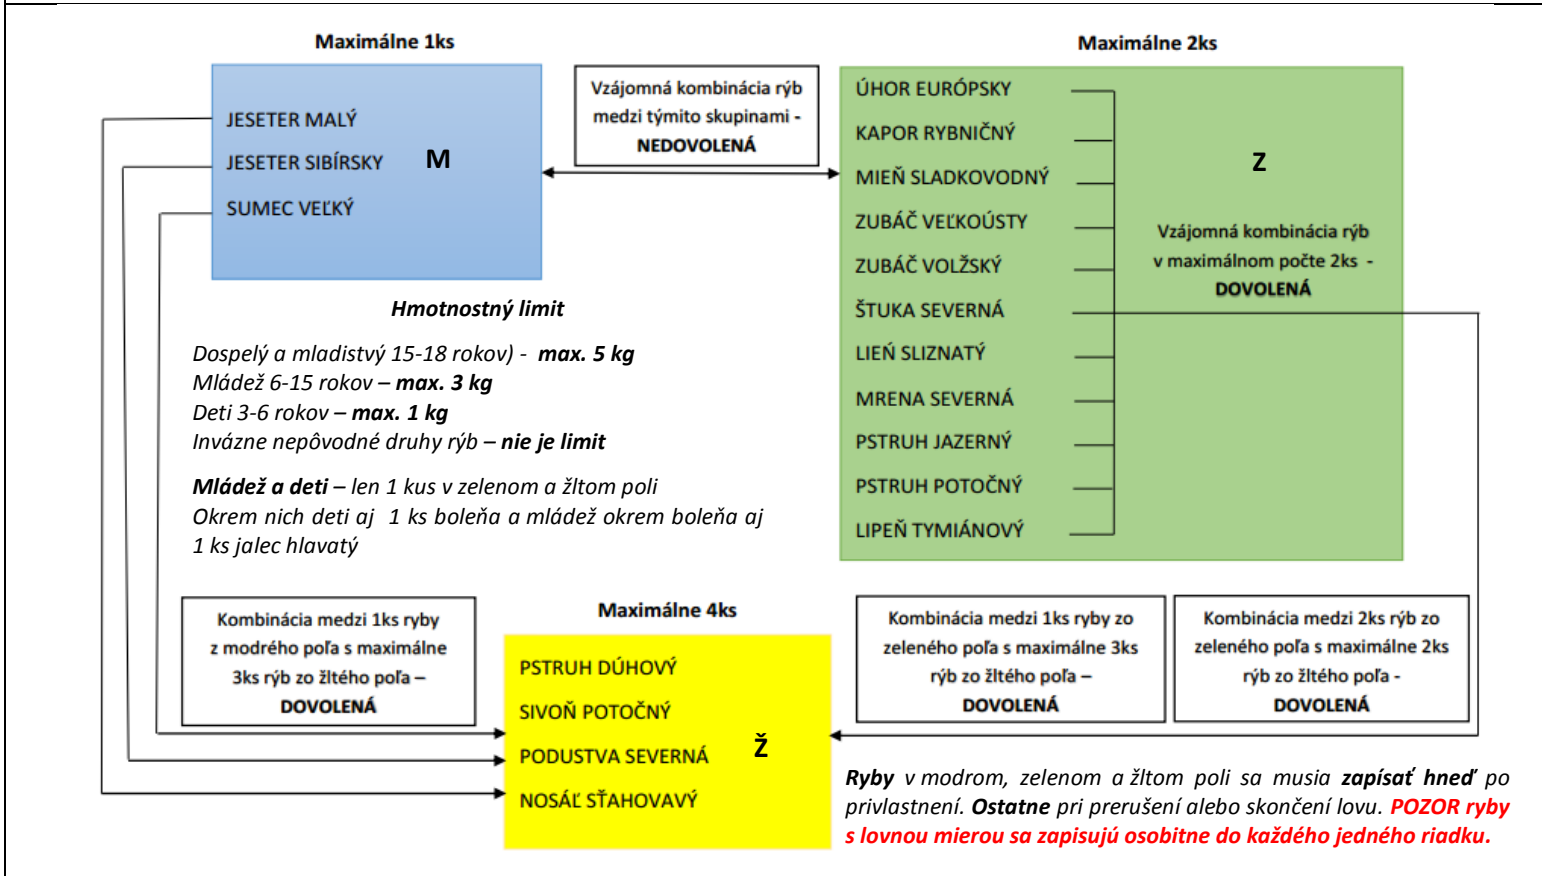 Maximálne 1ks
JESETER MALÝ
JESETER SIBÍRSKY
M
SUMEC VEĽKÝ
Vzájomná kombinácia rýb
medzi týmito skupinami -
NEDOVOLENÁ
Maximálne 2ks
ÚHOR EURÓPSKY
KAPOR RYBNIČNÝ
MIEŇ SLADKOVODNÝ
ZUBÁČ VEĽKOÚSTY
ZUBÁČ VOLŽSKÝ
ŠTUKA SEVERNÁ
LIEŇ SLIZNATÝ
MRENA SEVERNÁ
PSTRUH JAZERNÝ
PSTRUH POTOČNÝ
LIPEŇ TYMIÁNOVÝ
Z
Vzájomná kombinácia rýb
v maximálnom počte 2ks -
DOVOLENÁ
Hmotnostný limit
Dospelý a mladistvý 15-18 rokov) - max. 5 kg
Mládež 6-15 rokov – max. 3 kg
Deti 3-6 rokov – max. 1 kg
Invázne nepôvodné druhy rýb – nie je limit
Mládež a deti – len 1 kus v zelenom a žltom poli
Okrem nich deti aj 1 ks boleňa a mládež okrem boleňa aj
1 ks jalec hlavatý
Kombinácia medzi 1ks ryby
z modrého poľa s maximálne
3ks rýb zo žltého poľa –
DOVOLENÁ
Maximálne 4ks
PSTRUH DÚHOVÝ
SIVOŇ POTOČNÝ
PODUSTVA SEVERNÁ
NOSÁĽ SŤAHOVAVÝ
Ž
Kombinácia medzi 1ks ryby zo
zeleného poľa s maximálne 3ks
rýb zo žltého poľa –
DOVOLENÁ
Kombinácia medzi 2ks rýb zo
zeleného poľa s maximálne 2ks
rýb zo žltého poľa -
DOVOLENÁ
Ryby v modrom, zelenom a žltom poli sa musia zapísať hneď po
privlastnení. Ostatne pri prerušení alebo skončení lovu. POZOR ryby
s lovnou mierou sa zapisujú osobitne do každého jedného riadku.